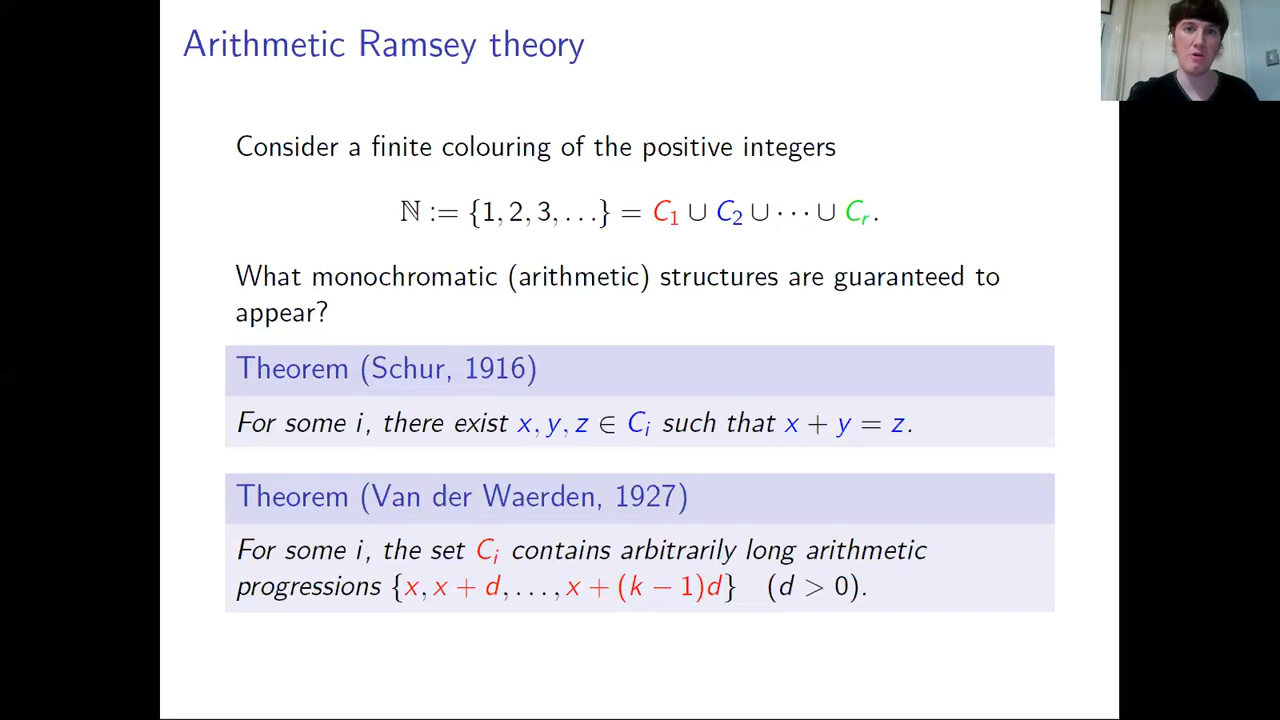 Arithmetic Ramsey theory
Consider a finite colouring of the positive integers
ℕ := {1, 2, 3, . . .} = C₁ ∪ C₂ ∪ · · · ∪ Cᵣ.
What monochromatic (arithmetic) structures are guaranteed to
appear?
Theorem (Schur, 1916)
For some i, there exist x, y, z ∈ Cᵢ such that x + y = z.
Theorem (Van der Waerden, 1927)
For some i, the set Cᵢ contains arbitrarily long arithmetic
progressions {x, x + d, . . . , x + (k − 1)d} (d > 0).